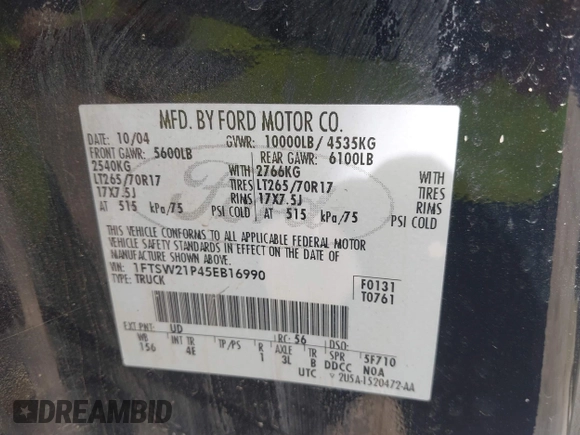 MFD. BY FORD MOTOR CO.
DATE: 10/04 GVWR: 10000LB/ 4535KG
FRONT GAWR: 5600LB REAR GAWR: 6100LB
2540KG WITH 2766KG WITH
LT265/70R17 TIRES LT265/70R17 TIRES
17X7.5J RIMS 17X7.5J RIMS
AT 515 kPa/75 PSI COLD AT 515 kPa/75 PSI COLD
THIS VEHICLE CONFORMS TO ALL APPLICABLE FEDERAL MOTOR
VEHICLE SAFETY STANDARDS IN EFFECT ON THE DATE OF
MANUFACTURE SHOWN ABOVE.
VIN: 1FTSW21P45EB16990 F0131
TYPE: TRUCK T0761
EXT PNT: UD RC: 56 DSO:
WB INT TR TP/PS R AXLE TR SPR 5F710
156 4E 1 3L B DDCC N0A
UTC ▽ 2U5A-1520472-AA
Ford
DREAMBID